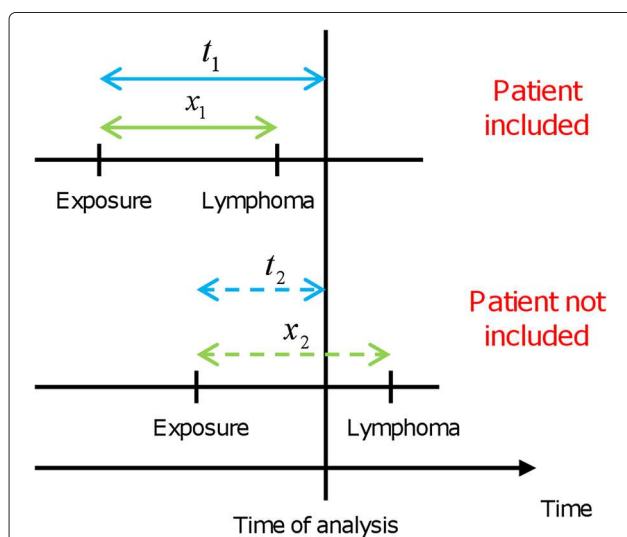 t1
x1
Patient
included
Exposure Lymphoma
t2
x2
Patient not
included
Exposure Lymphoma
Time
Time of analysis